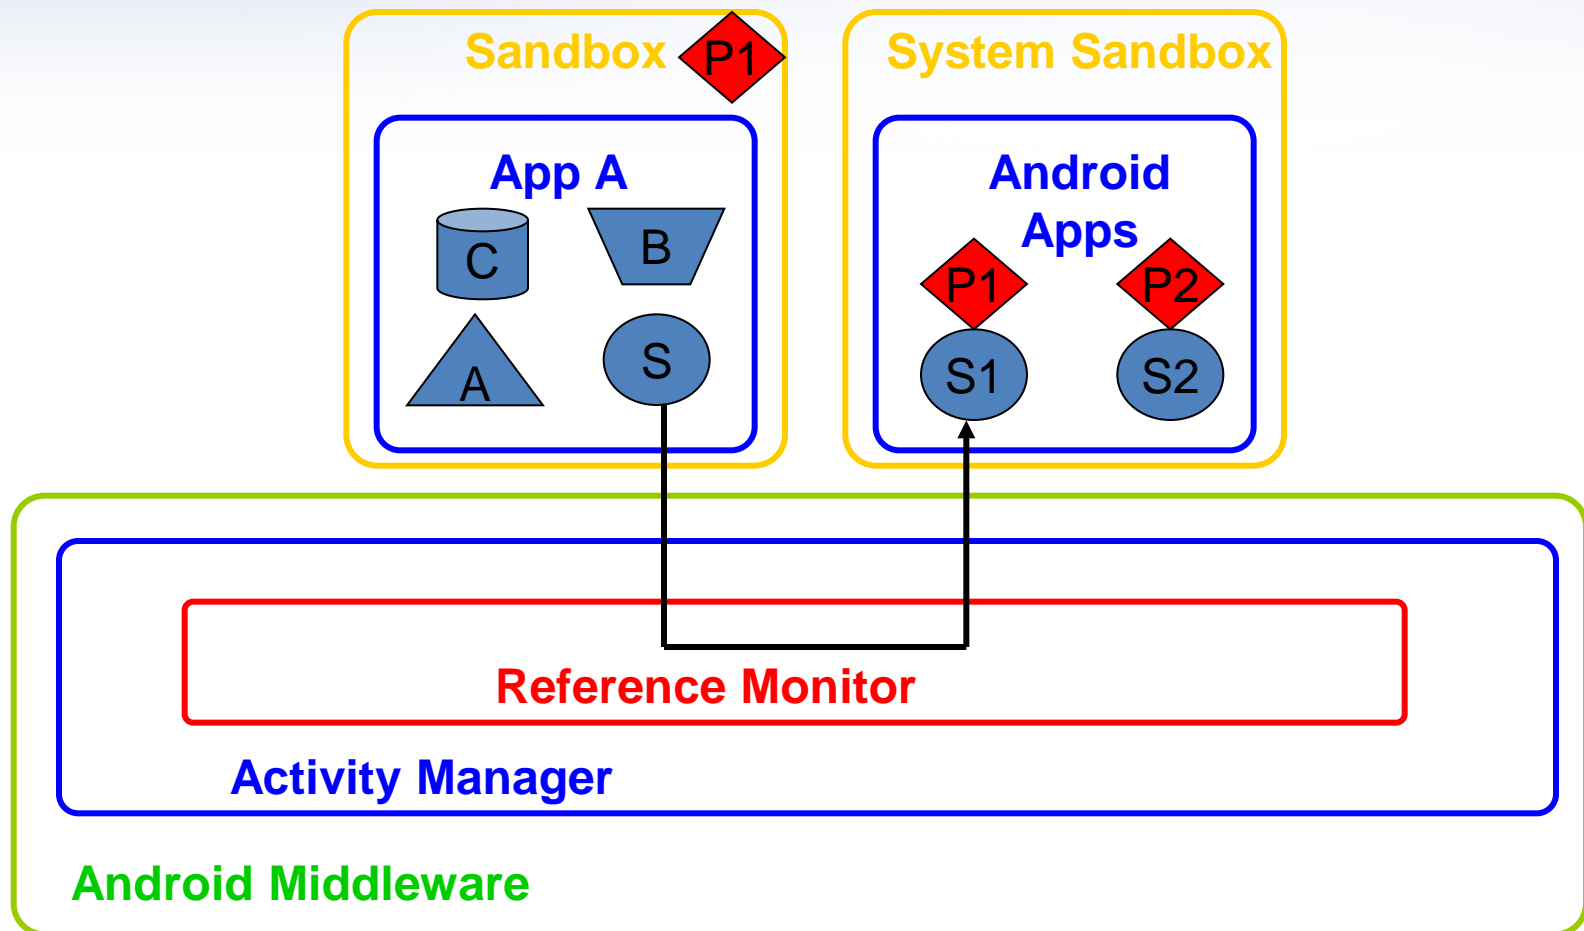 Sandbox
P1
System Sandbox
App A
C
B
A
S
Android
Apps
P1
P2
S1
S2
Reference Monitor
Activity Manager
Android Middleware